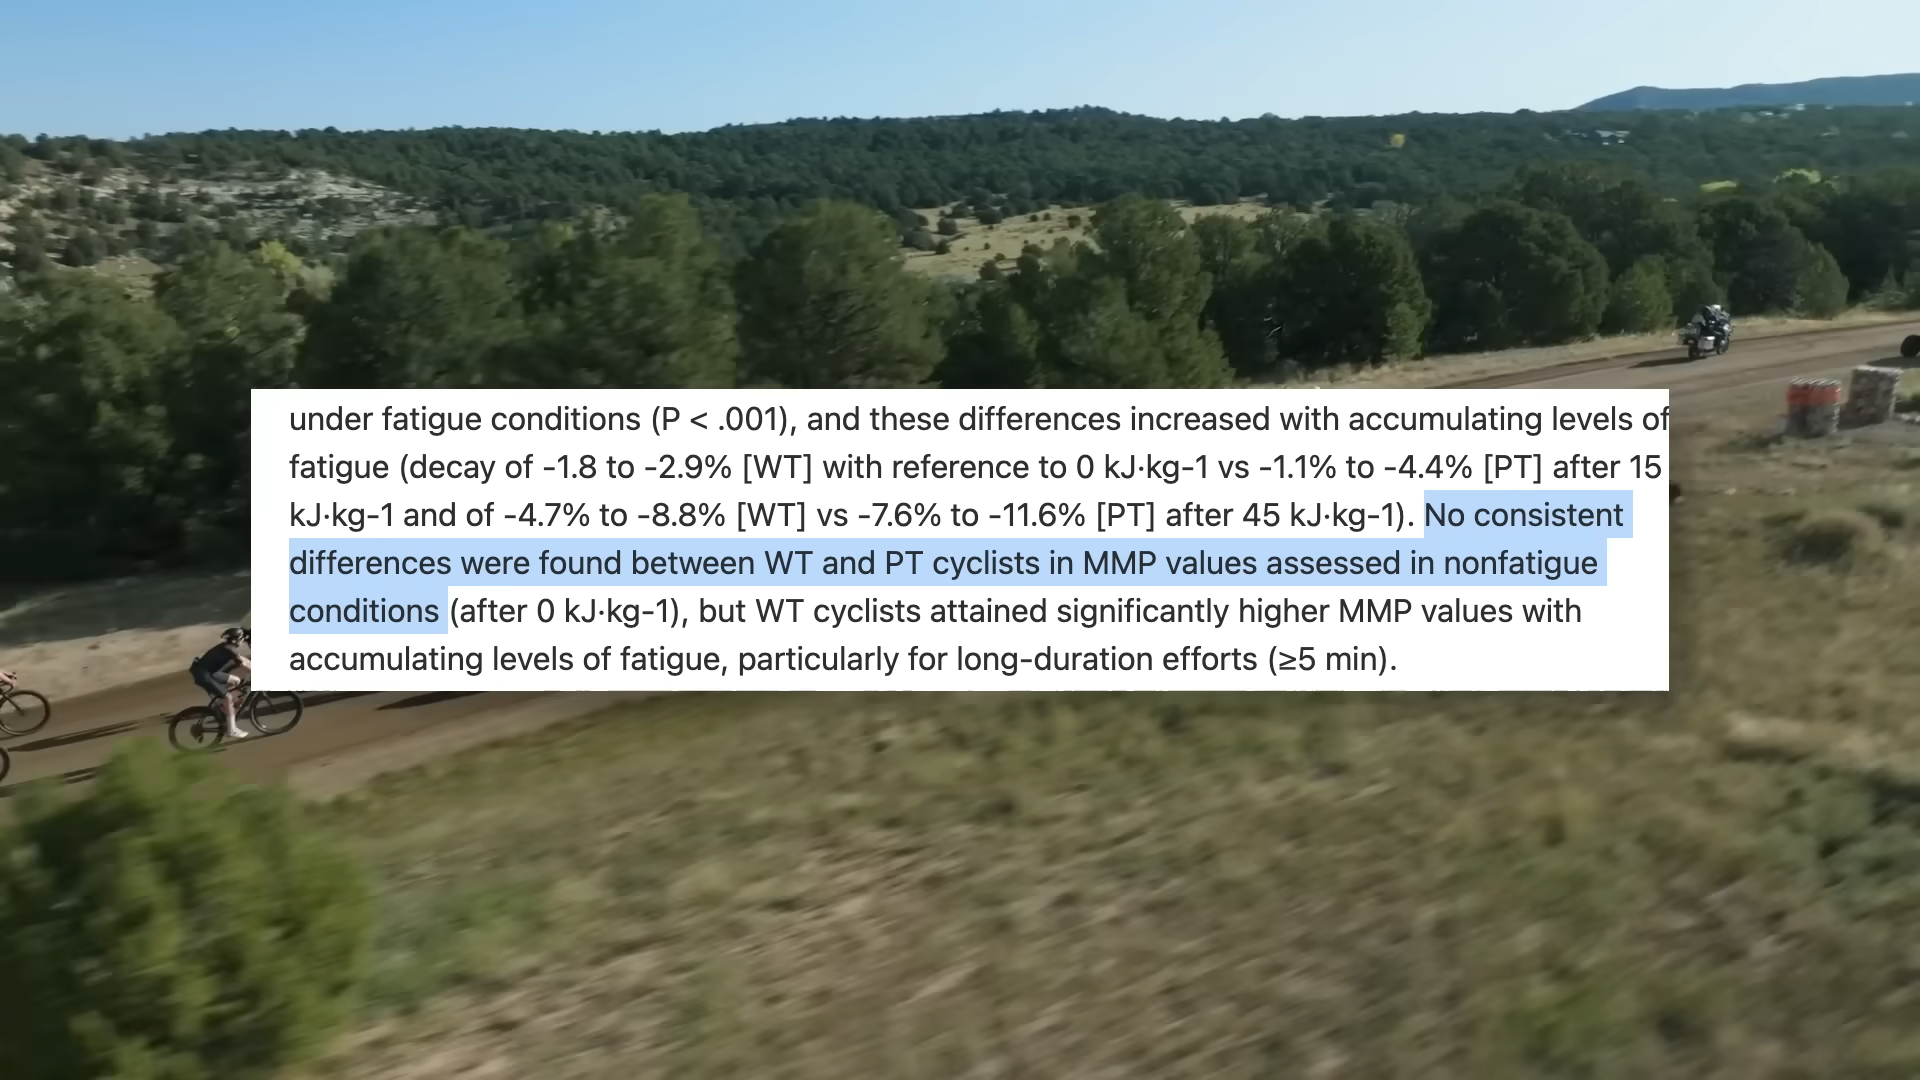 under fatigue conditions (P < .001), and these differences increased with accumulating levels of
fatigue (decay of -1.8 to -2.9% [WT] with reference to 0 kJ·kg-1 vs -1.1% to -4.4% [PT] after 15
kJ·kg-1 and of -4.7% to -8.8% [WT] vs -7.6% to -11.6% [PT] after 45 kJ·kg-1). No consistent
differences were found between WT and PT cyclists in MMP values assessed in nonfatigue
conditions (after 0 kJ·kg-1), but WT cyclists attained significantly higher MMP values with
accumulating levels of fatigue, particularly for long-duration efforts (≥5 min).